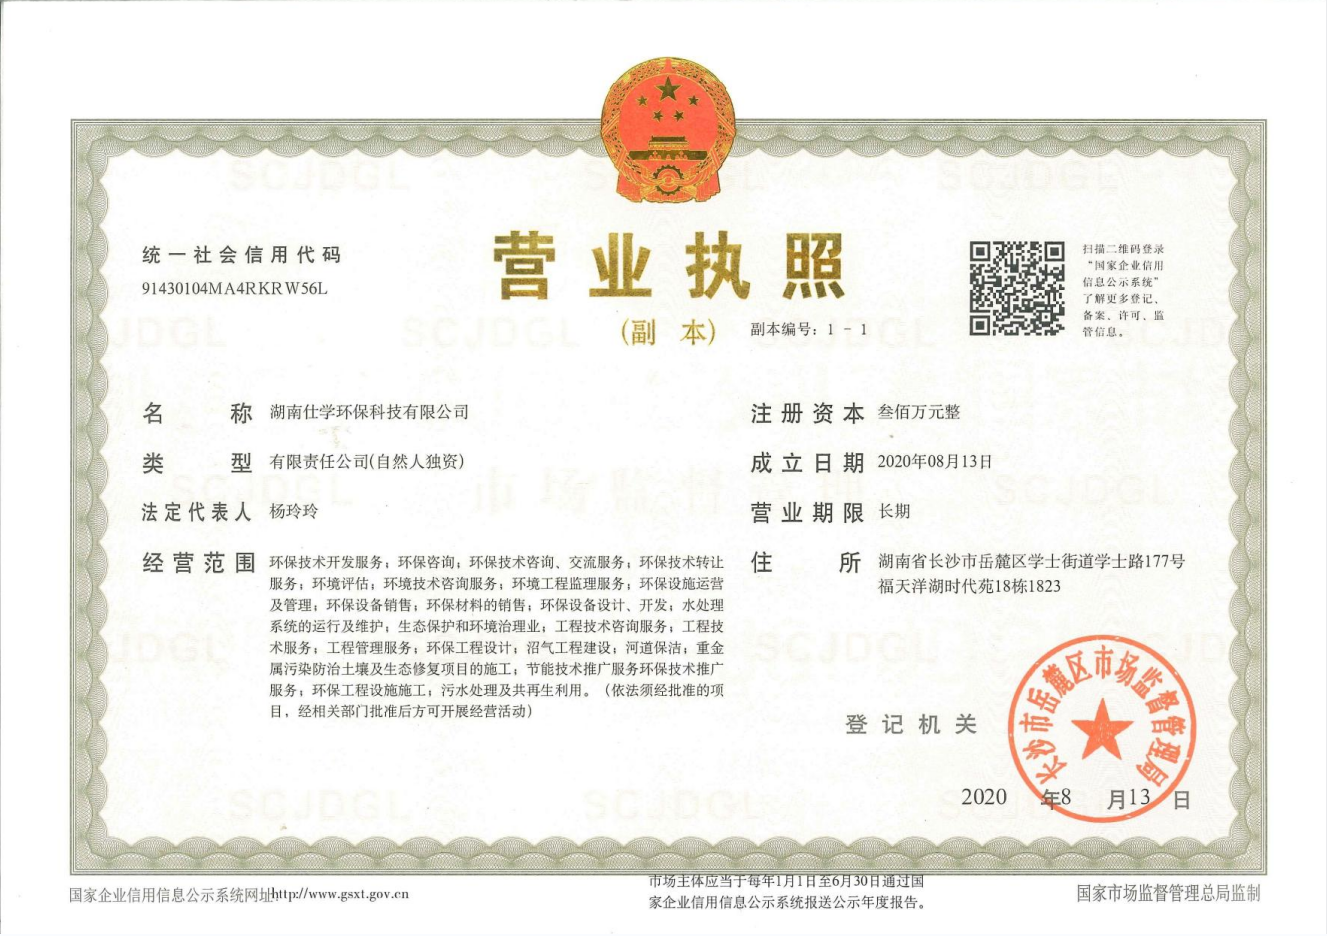 统一社会信用代码
91430104MA4RKRW56L
营业执照
(副 本)
副本编号：1 - 1
扫描二维码登录
“国家企业信用
信息公示系统”
了解更多登记、
备案、许可、监
管信息。
名 称 湖南仕学环保科技有限公司
类 型 有限责任公司(自然人独资)
法定代表人 杨玲玲
经营范围 环保技术开发服务；环保咨询；环保技术咨询、交流服务；环保技术转让
服务；环境评估；环境技术咨询服务；环境工程监理服务；环保设施运营
及管理；环保设备销售；环保材料的销售；环保设备设计、开发；水处理
系统的运行及维护；生态保护和环境治理业；工程技术咨询服务；工程技
术服务；工程管理服务；环保工程设计；沼气工程建设；河道保洁；重金
属污染防治土壤及生态修复项目的施工；节能技术推广服务环保技术推广
服务；环保工程设施施工；污水处理及共再生利用。（依法须经批准的项
目，经相关部门批准后方可开展经营活动）
注册资本 叁佰万元整
成立日期 2020年08月13日
营业期限 长期
住 所 湖南省长沙市岳麓区学士街道学士路177号
福天洋湖时代苑18栋1823
登记机关
长沙市岳麓区市场监督管理局
2020 年8 月13 日
国家企业信用信息公示系统网址http://www.gsxt.gov.cn
市场主体应当于每年1月1日至6月30日通过国
家企业信用信息公示系统报送公示年度报告。
国家市场监督管理总局监制